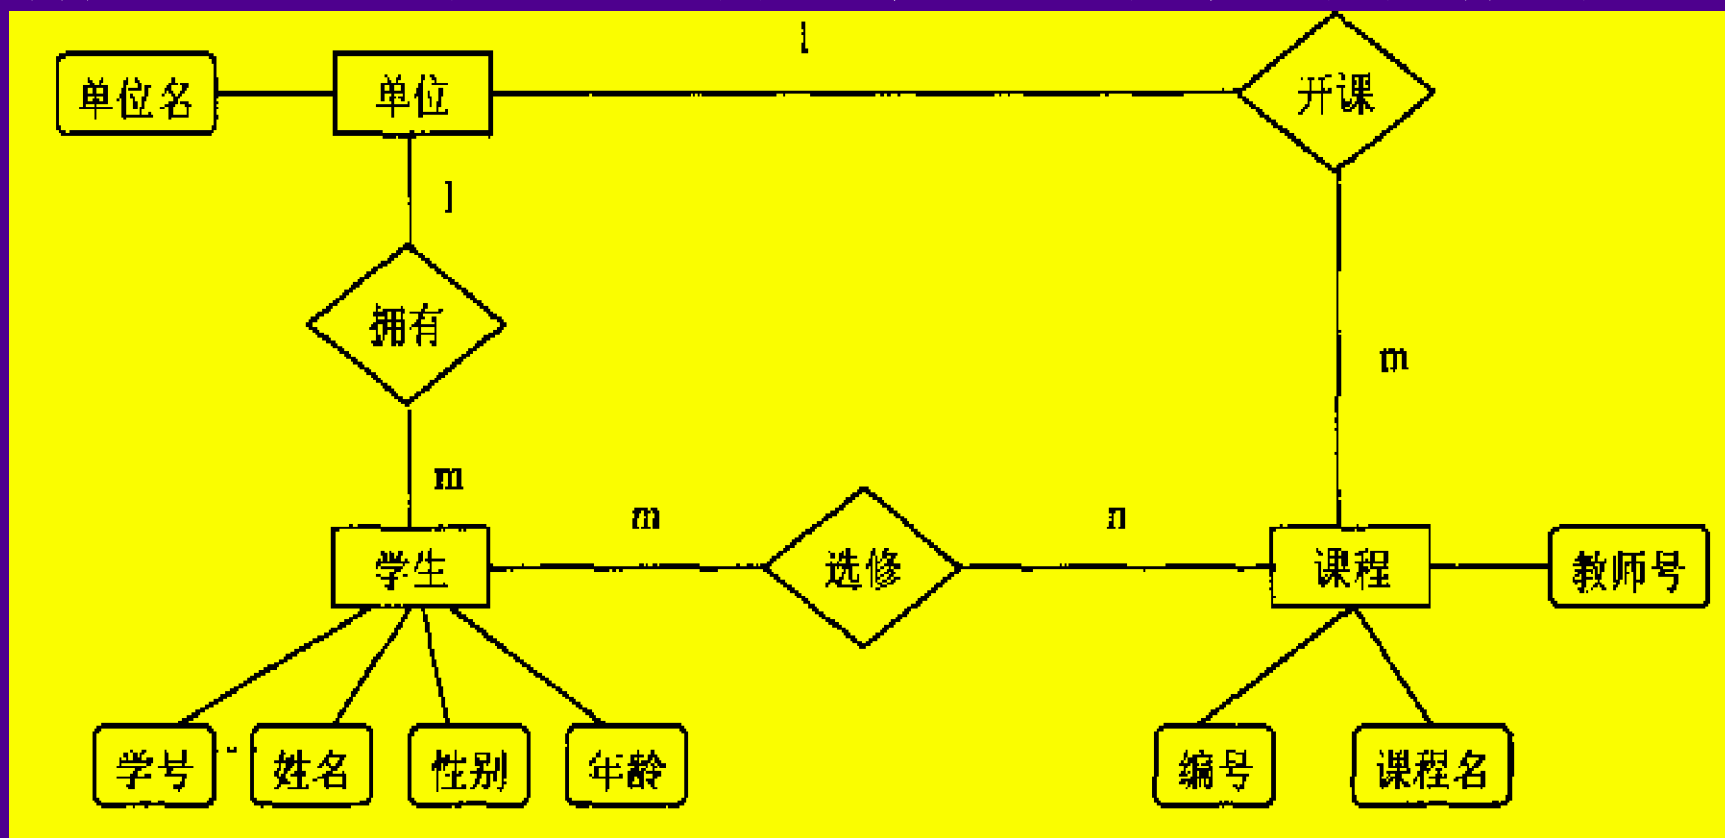 1
单位名 单位 开课
1
拥有
m
m
m n
学生 选修 课程 教师号
学号 姓名 性别 年龄 编号 课程名